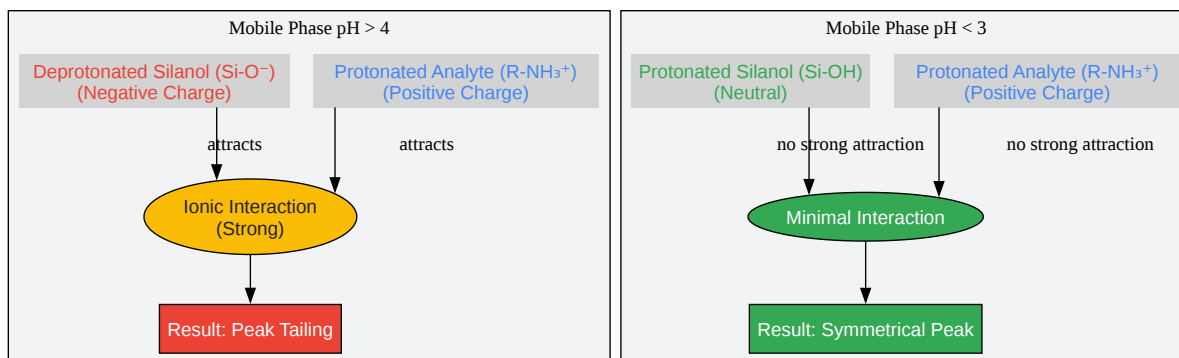 Mobile Phase pH > 4
Deprotonated Silanol (Si-O⁻)
(Negative Charge)
Protonated Analyte (R-NH₃⁺)
(Positive Charge)
attracts
attracts
Ionic Interaction
(Strong)
Result: Peak Tailing
Mobile Phase pH < 3
Protonated Silanol (Si-OH)
(Neutral)
Protonated Analyte (R-NH₃⁺)
(Positive Charge)
no strong attraction
no strong attraction
Minimal Interaction
Result: Symmetrical Peak